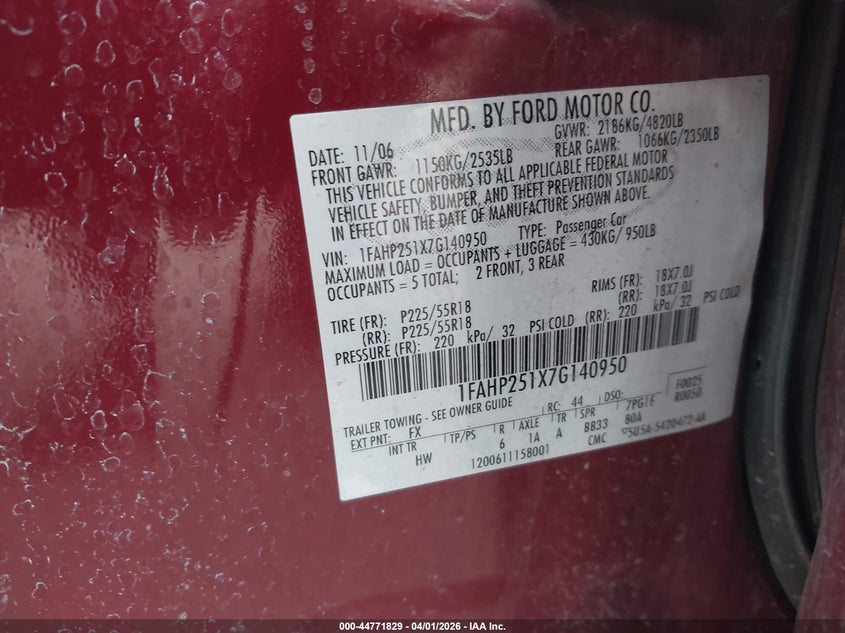 MFD. BY FORD MOTOR CO.
DATE: 11/06 GVWR: 2186KG/4820LB
FRONT GAWR: 1150KG/2535LB REAR GAWR: 1066KG/2350LB
THIS VEHICLE CONFORMS TO ALL APPLICABLE FEDERAL MOTOR
VEHICLE SAFETY, BUMPER, AND THEFT PREVENTION STANDARDS
IN EFFECT ON THE DATE OF MANUFACTURE SHOWN ABOVE.
VIN: 1FAHP251X7G140950 TYPE: Passenger Car
MAXIMUM LOAD = OCCUPANTS + LUGGAGE = 430KG/ 950LB
OCCUPANTS = 5 TOTAL; 2 FRONT, 3 REAR
TIRE (FR): P225/55R18 RIMS (FR): 18X7.0J
(RR): P225/55R18 (RR): 18X7.0J
PRESSURE (FR): 220 kPa/ 32 PSI COLD (RR): 220 kPa/ 32 PSI COLD
1FAHP251X7G140950
TRAILER TOWING - SEE OWNER GUIDE RC: 44 DSO: F0025
EXT PNT: FX R0050
INT TR TP/PS R AXLE TR SPR 7PG1F
HW 6 1A A BB33 80A
1200611158001 CMC 5U5A-5420472-AA
000-44771829 | 04/01/2026 | IAA Inc.